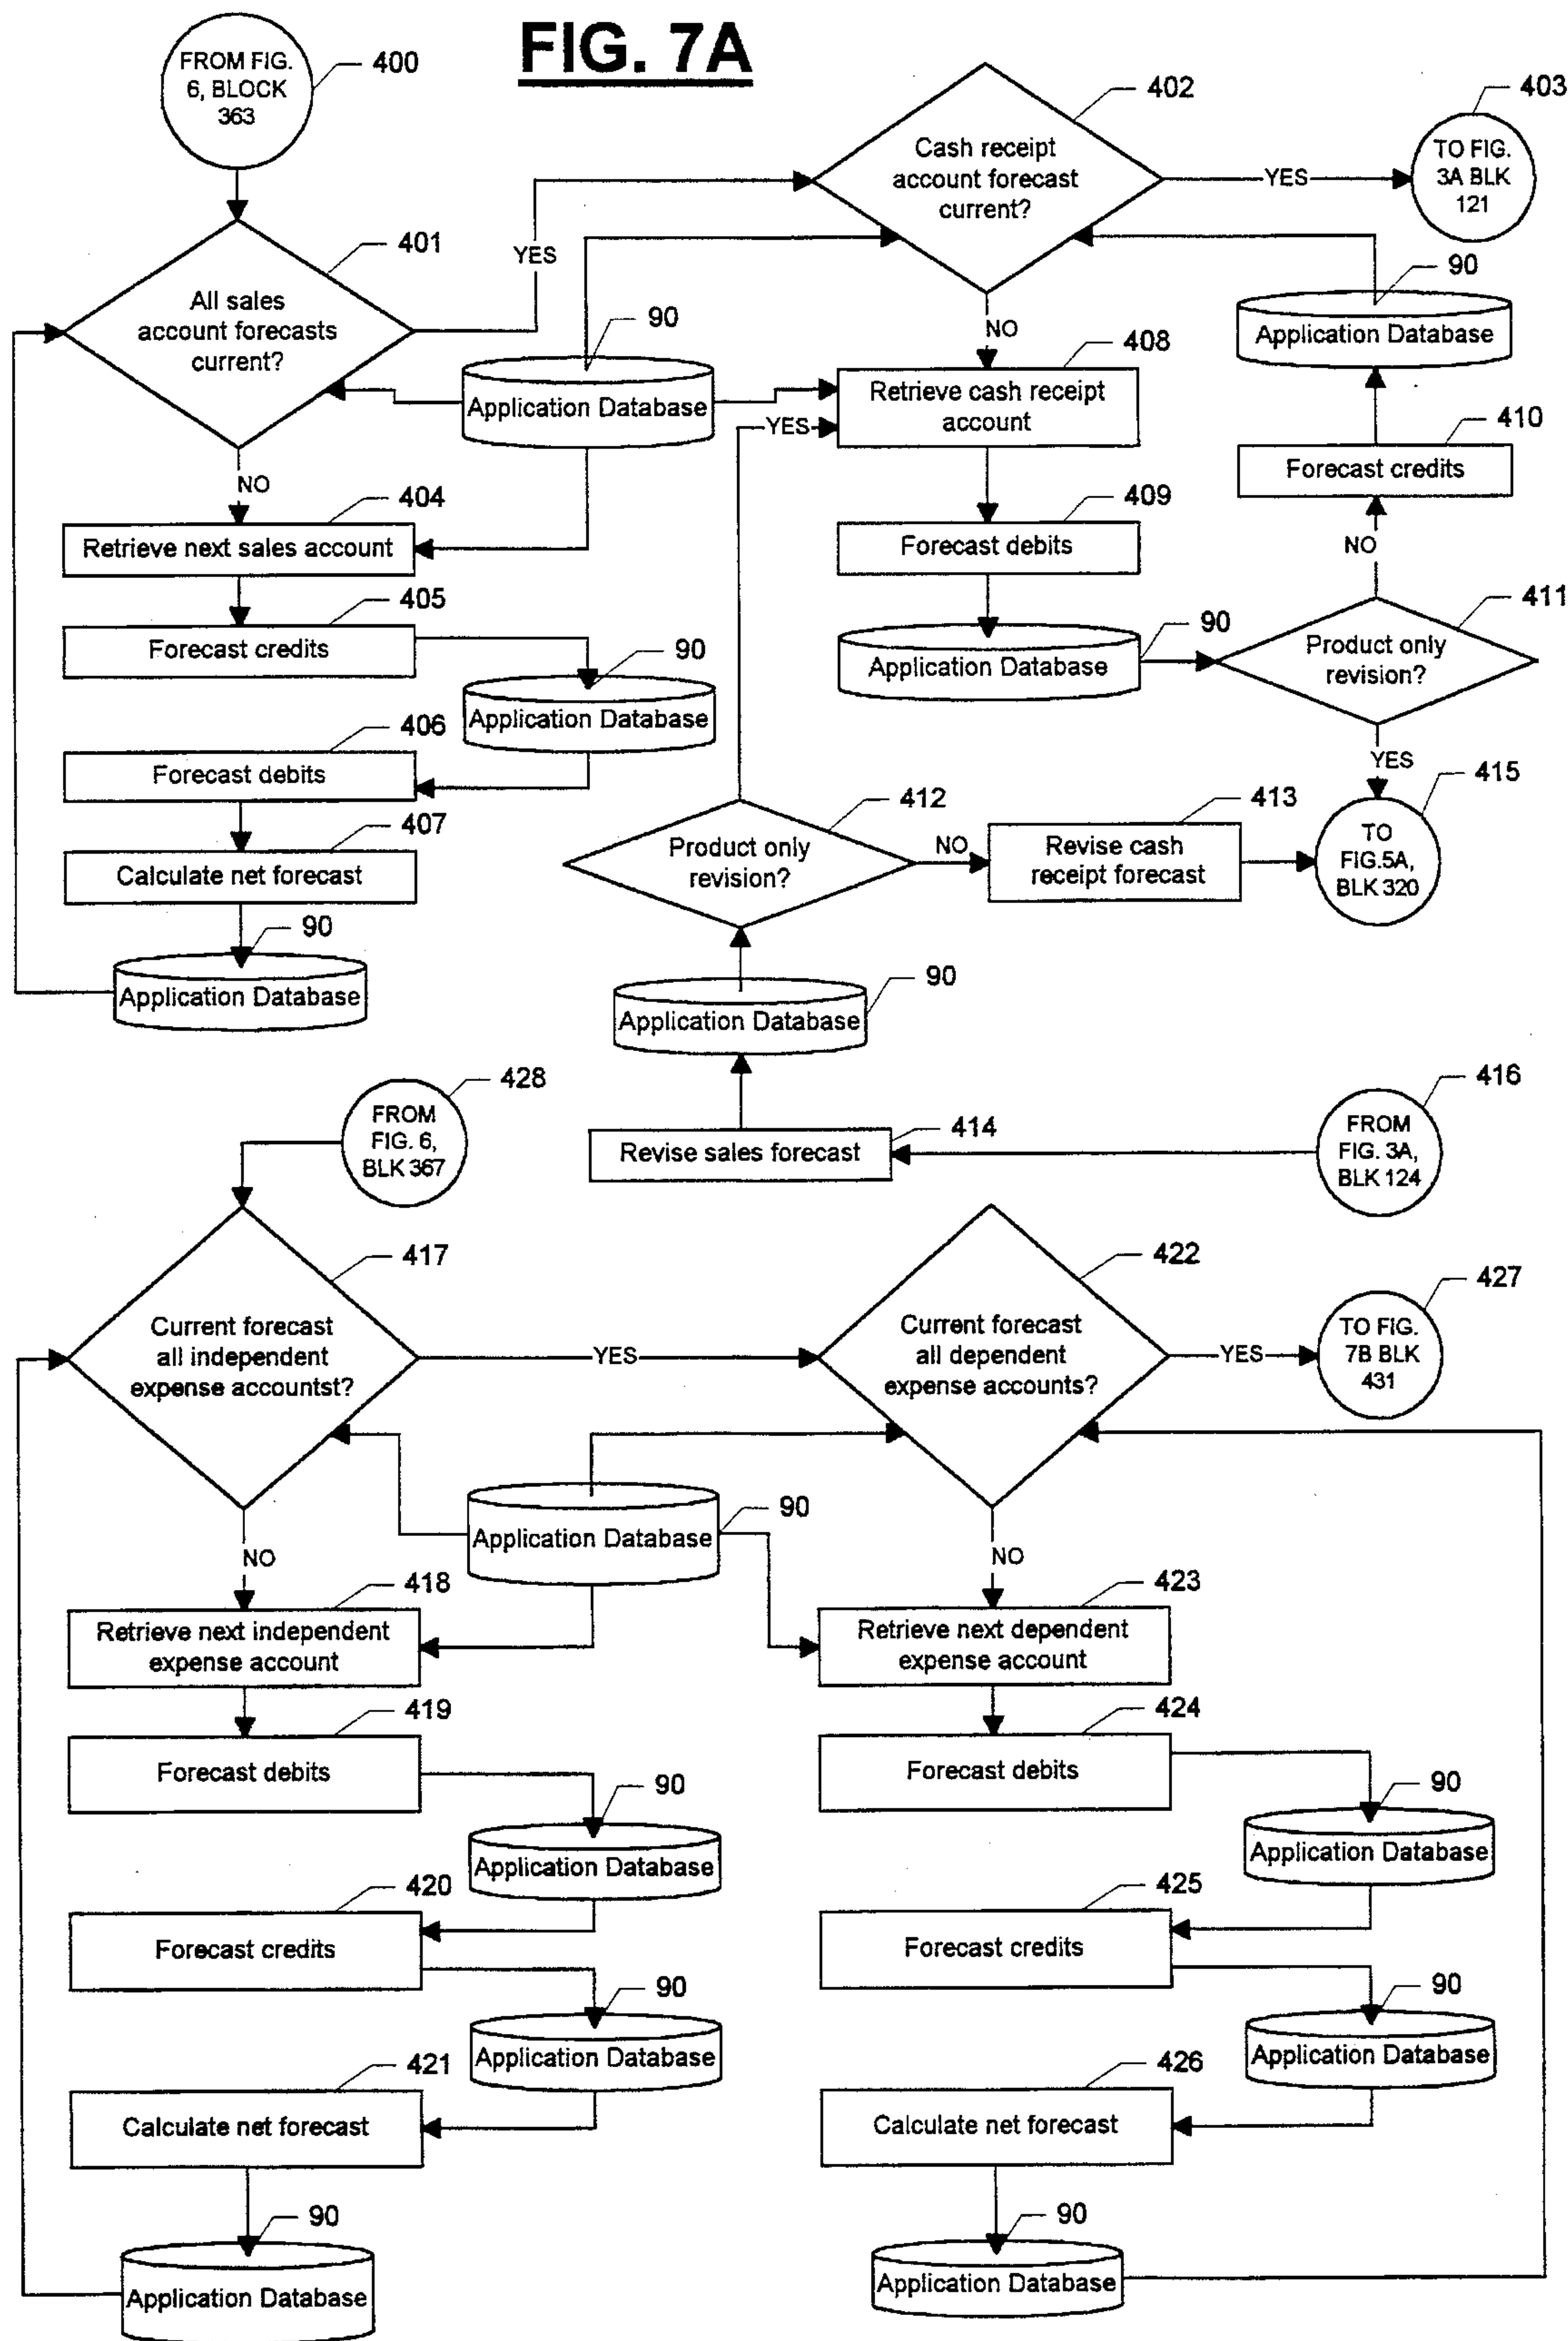 FIG. 7A
FROM FIG.
6, BLOCK
363
400
402
Cash receipt
account forecast
current?
YES
403
TO FIG.
3A BLK
121
401
All sales
account forecasts
current?
YES
NO
90
Application Database
NO
408
Retrieve cash receipt
account
YES
90
Application Database
410
Forecast credits
NO
404
Retrieve next sales account
409
Forecast debits
405
Forecast credits
90
Application Database
90
Application Database
411
Product only
revision?
YES
406
Forecast debits
407
Calculate net forecast
90
Application Database
412
Product only
revision?
NO
413
Revise cash
receipt forecast
415
TO
FIG.5A,
BLK 320
90
Application Database
414
Revise sales forecast
416
FROM
FIG. 3A,
BLK 124
428
FROM
FIG. 6,
BLK 367
417
Current forecast
all independent
expense accountst?
YES
422
Current forecast
all dependent
expense accounts?
YES
427
TO FIG.
7B BLK
431
90
Application Database
NO
NO
418
Retrieve next independent
expense account
423
Retrieve next dependent
expense account
419
Forecast debits
424
Forecast debits
90
Application Database
90
Application Database
420
Forecast credits
425
Forecast credits
90
Application Database
90
Application Database
421
Calculate net forecast
426
Calculate net forecast
90
Application Database
90
Application Database